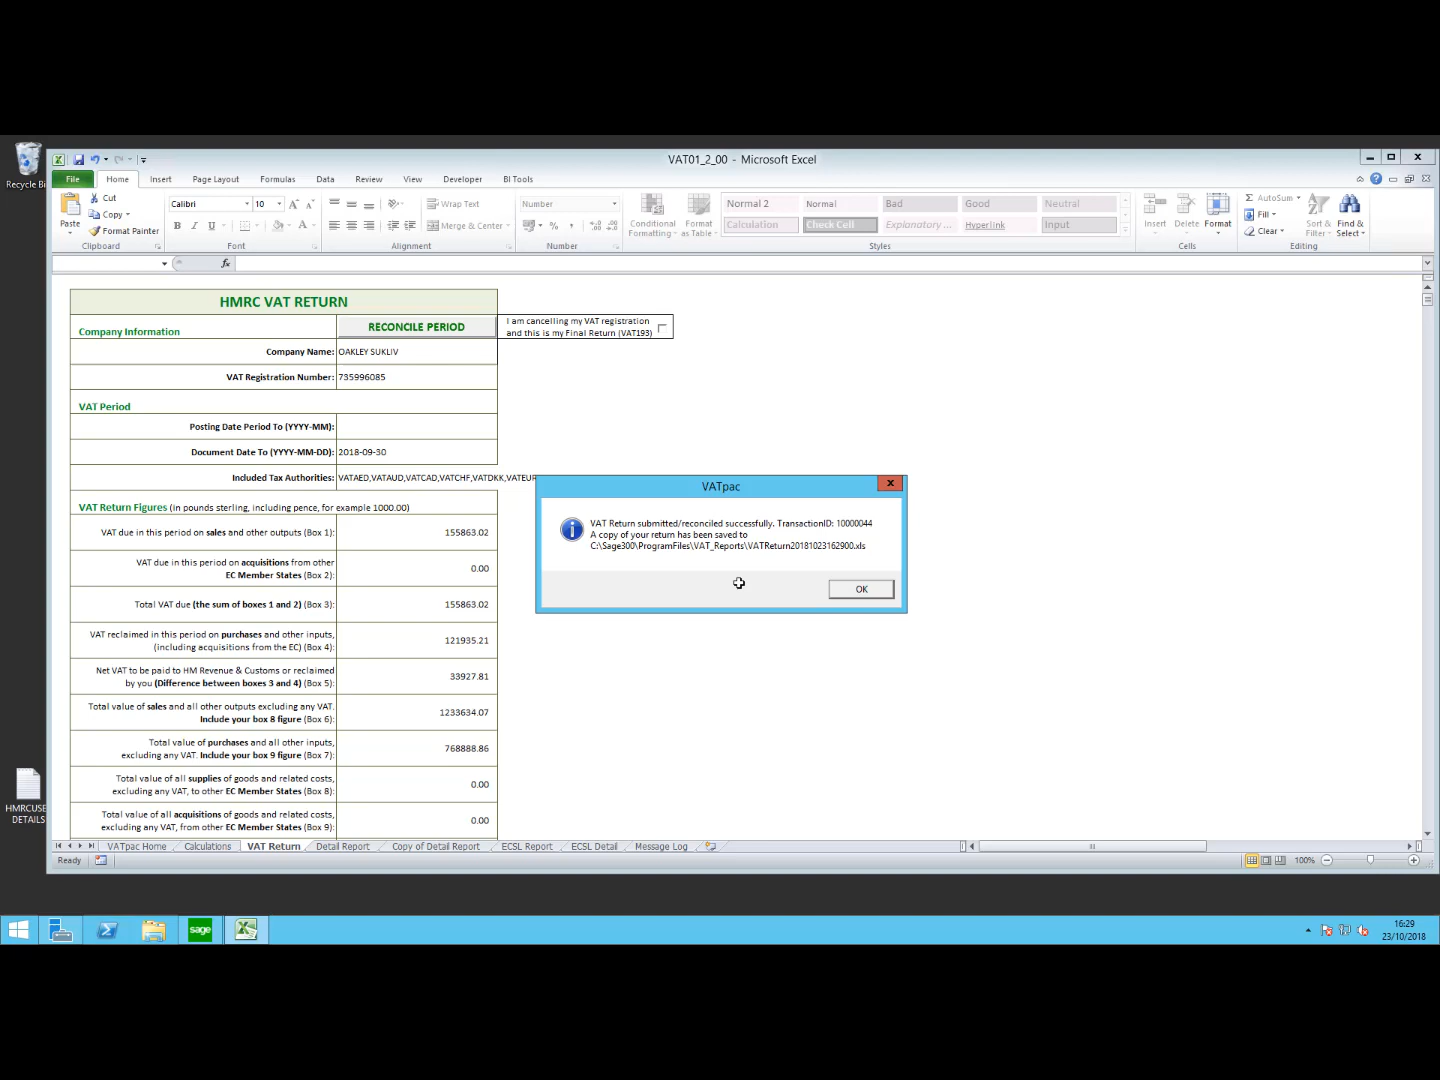 Recycle Bi
VAT01_2_00 - Microsoft Excel
File Home Insert Page Layout Formulas Data Review View Developer BI Tools
Paste
Cut
Copy
Format Painter
Clipboard
Calibri 10
B I U
Font
Wrap Text
Merge & Center
Alignment
Number
Number
Conditional Formatting
Format as Table
Normal 2 Normal Bad Good Neutral
Calculation Check Cell Explanatory ... Hyperlink Input
Styles
Insert Delete Format
Cells
AutoSum
Fill
Clear
Sort & Filter
Find & Select
Editing
fx
HMRC VAT RETURN
Company Information
RECONCILE PERIOD
I am cancelling my VAT registration
and this is my Final Return (VAT193)
Company Name: OAKLEY SUKLIV
VAT Registration Number: 735996085
VAT Period
Posting Date Period To (YYYY-MM):
Document Date To (YYYY-MM-DD): 2018-09-30
Included Tax Authorities: VATAED,VATAUD,VATCAD,VATCHF,VATDKK,VATEUR
VAT Return Figures (in pounds sterling, including pence, for example 1000.00)
VAT due in this period on sales and other outputs (Box 1): 155863.02
VAT due in this period on acquisitions from other
EC Member States (Box 2): 0.00
Total VAT due (the sum of boxes 1 and 2) (Box 3): 155863.02
VAT reclaimed in this period on purchases and other inputs,
(including acquisitions from the EC) (Box 4): 121935.21
Net VAT to be paid to HM Revenue & Customs or reclaimed
by you (Difference between boxes 3 and 4) (Box 5): 33927.81
Total value of sales and all other outputs excluding any VAT.
Include your box 8 figure (Box 6): 1233634.07
Total value of purchases and all other inputs,
excluding any VAT. Include your box 9 figure (Box 7): 768888.86
Total value of all supplies of goods and related costs,
excluding any VAT, to other EC Member States (Box 8): 0.00
Total value of all acquisitions of goods and related costs,
excluding any VAT, from other EC Member States (Box 9): 0.00
VATpac
VAT Return submitted/reconciled successfully. TransactionID: 10000044
A copy of your return has been saved to
C:\Sage300\ProgramFiles\VAT_Reports\VATReturn20181023162900.xls
OK
HMRCUSE
DETAILS
VATpac Home Calculations VAT Return Detail Report Copy of Detail Report ECSL Report ECSL Detail Message Log
Ready
100%
sage
16:29
23/10/2018